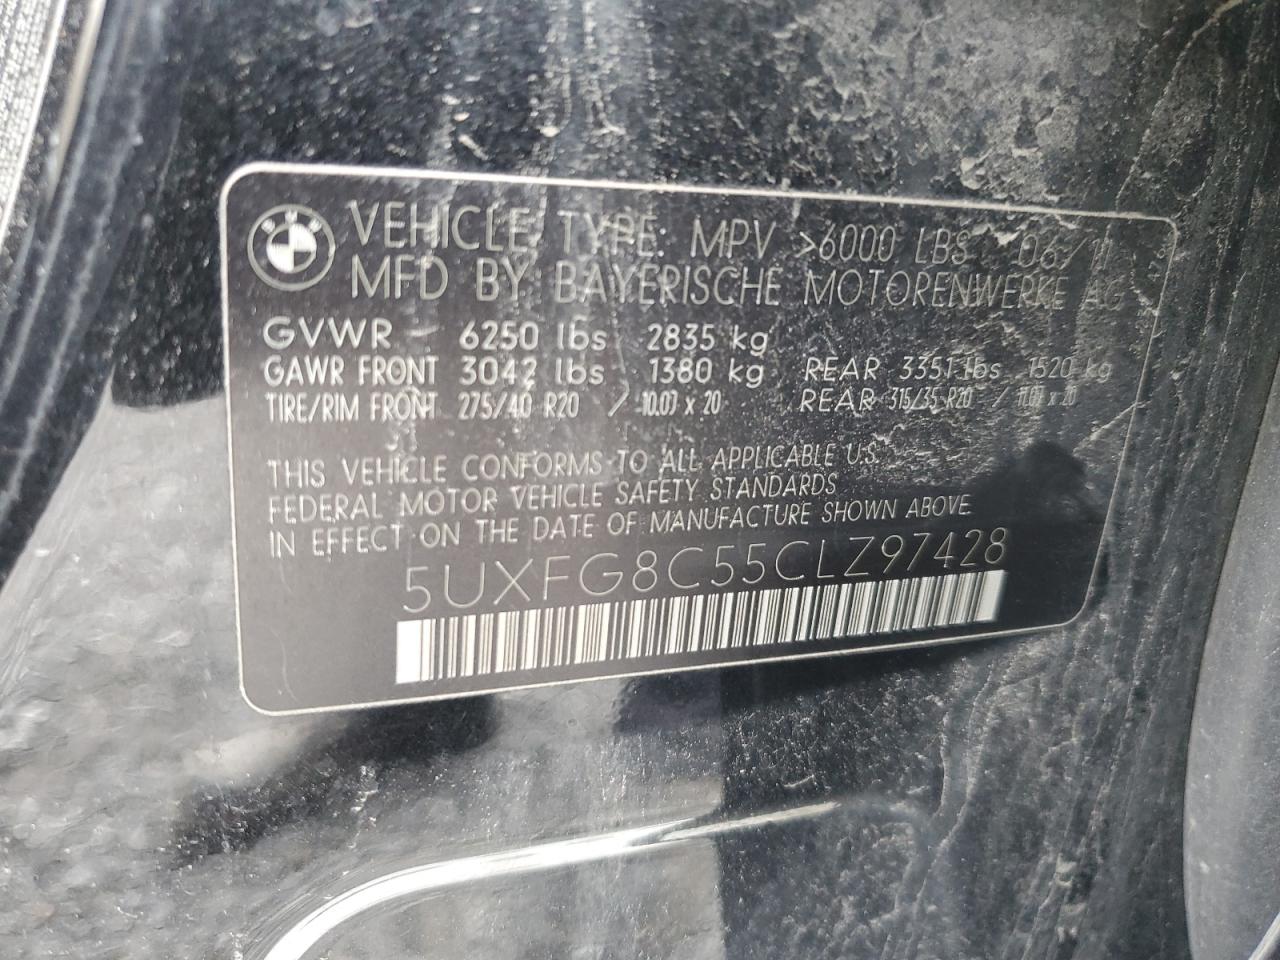 VEHICLE TYPE: MPV >6000 LBS 06/11
MFD BY BAYERISCHE MOTORENWERKE AG
GVWR 6250 lbs 2835 kg
GAWR FRONT 3042 lbs 1380 kg REAR 3351 lbs 1520 kg
TIRE/RIM FRONT 275/40 R20 / 10.0J x 20 REAR 315/35 R20 / 11.0J x 20
THIS VEHICLE CONFORMS TO ALL APPLICABLE U.S.
FEDERAL MOTOR VEHICLE SAFETY STANDARDS
IN EFFECT ON THE DATE OF MANUFACTURE SHOWN ABOVE
5UXFG8C55CLZ97428